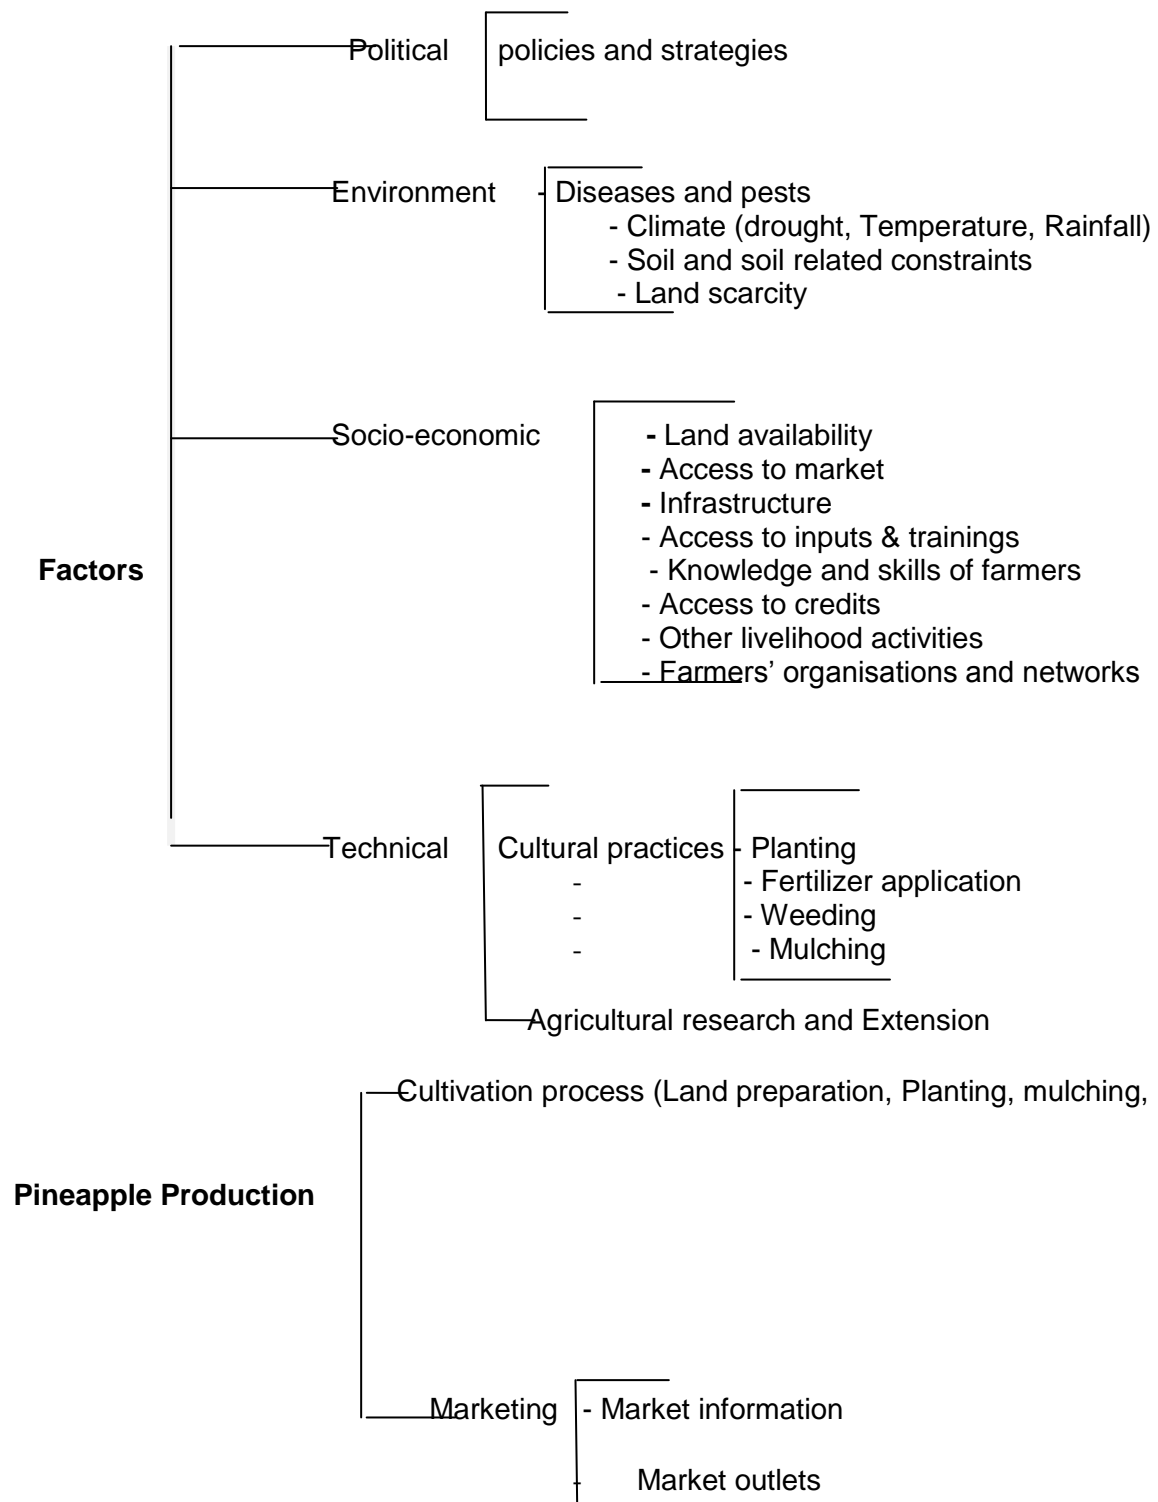 Political policies and strategies
Environment - Diseases and pests
- Climate (drought, Temperature, Rainfall)
- Soil and soil related constraints
- Land scarcity
Socio-economic - Land availability
- Access to market
- Infrastructure
- Access to inputs & trainings
Factors
- Knowledge and skills of farmers
- Access to credits
- Other livelihood activities
- Farmers’ organisations and networks
Technical Cultural practices - Planting
- - Fertilizer application
- - Weeding
- - Mulching
Agricultural research and Extension
Cultivation process (Land preparation, Planting, mulching,
Pineapple Production
Marketing - Market information
- Market outlets